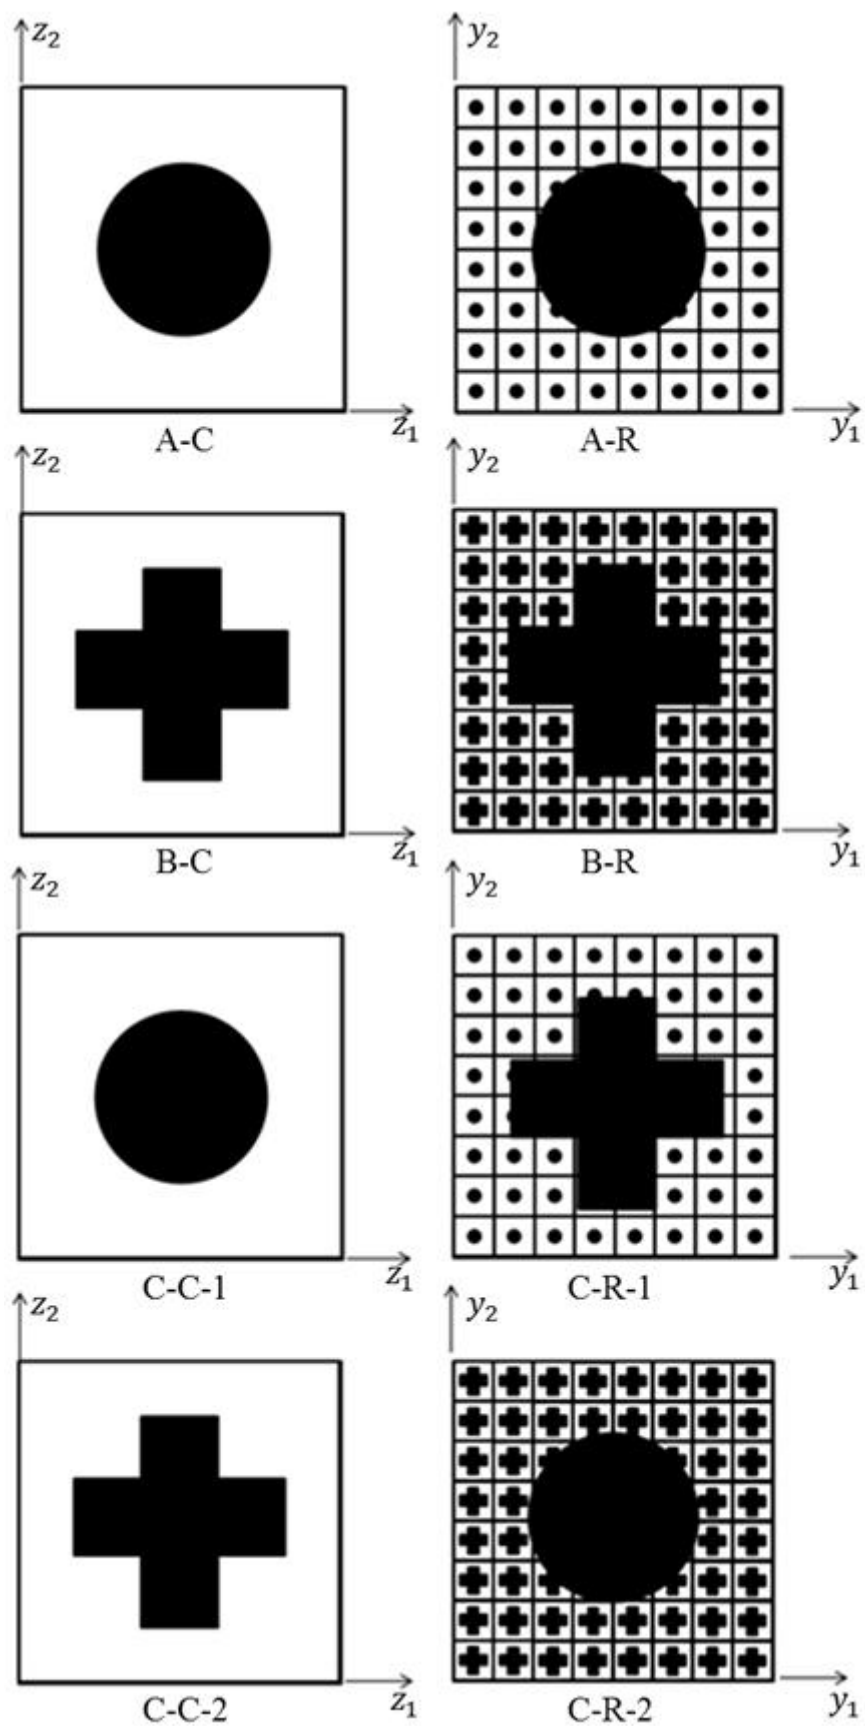 z₂ y₂
z₁ y₁
A-C A-R
z₂ y₂
z₁ y₁
B-C B-R
z₂ y₂
z₁ y₁
C-C-1 C-R-1
z₂ y₂
z₁ y₁
C-C-2 C-R-2